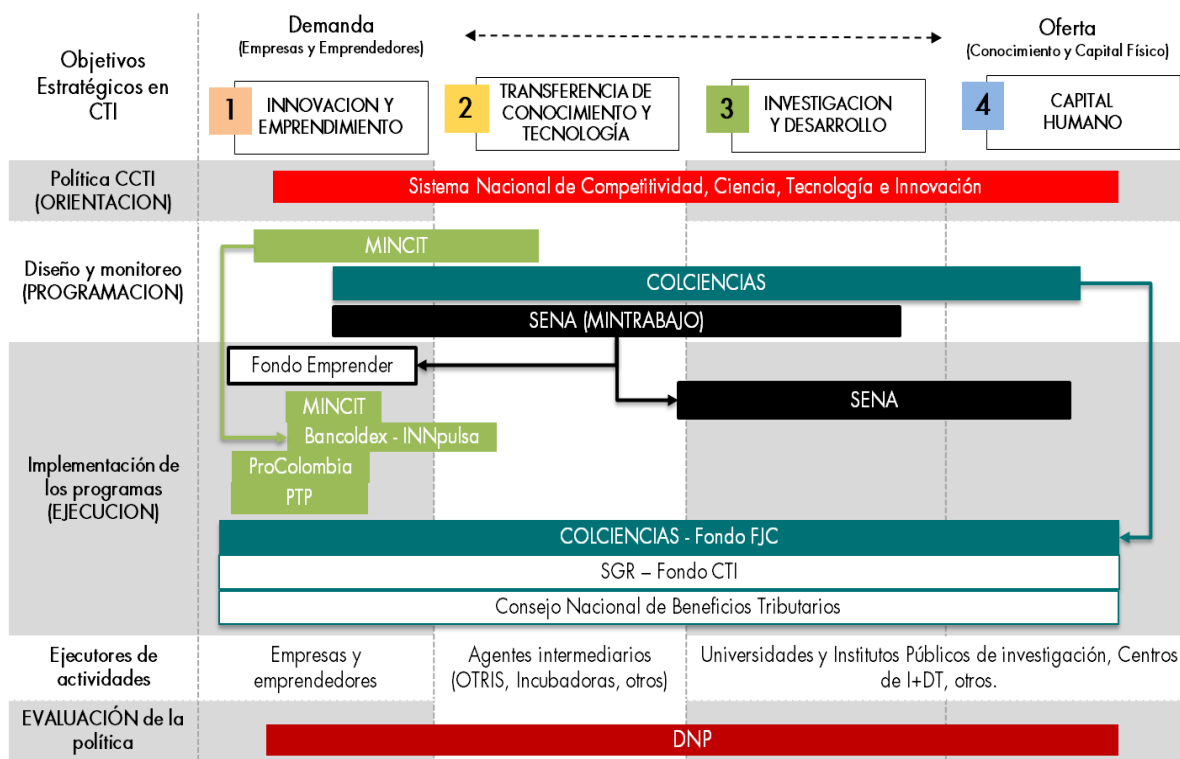 Objetivos
Estratégicos en
CTI
Demanda
(Empresas y Emprendedores)
Oferta
(Conocimiento y Capital Físico)
1
INNOVACION Y
EMPRENDIMIENTO
2
TRANSFERENCIA DE
CONOCIMIENTO Y
TECNOLOGÍA
3
INVESTIGACION
Y DESARROLLO
4
CAPITAL
HUMANO
Política CCTI
(ORIENTACION)
Sistema Nacional de Competitividad, Ciencia, Tecnología e Innovación
Diseño y monitoreo
(PROGRAMACION)
MINCIT
COLCIENCIAS
SENA (MINTRABAJO)
Implementación de
los programas
(EJECUCION)
Fondo Emprender
SENA
MINCIT
Bancoldex - INNpulsa
ProColombia
PTP
COLCIENCIAS - Fondo FJC
SGR – Fondo CTI
Consejo Nacional de Beneficios Tributarios
Ejecutores de
actividades
Empresas y
emprendedores
Agentes intermediarios
(OTRIS, Incubadoras, otros)
Universidades y Institutos Públicos de investigación, Centros
de I+DT, otros.
EVALUACIÓN de la
política
DNP